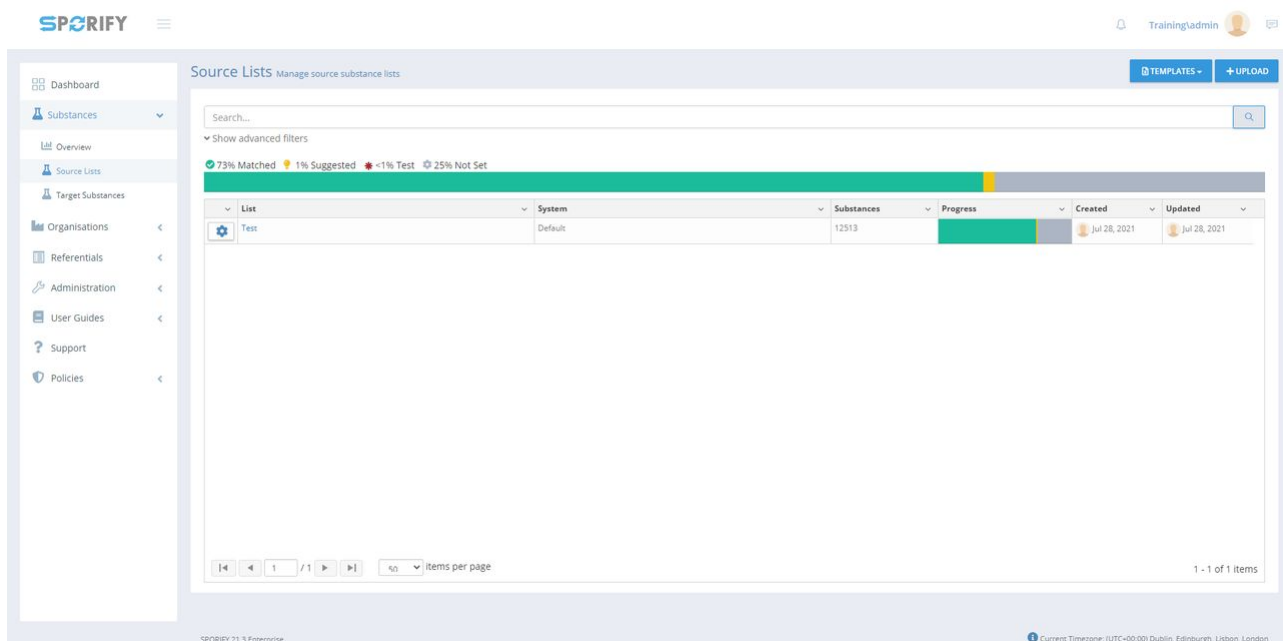 SPORIFY
Training\admin
Dashboard
Substances
Overview
Source Lists
Target Substances
Organisations
Referentials
Administration
User Guides
Support
Policies
Source Lists Manage source substance lists
TEMPLATES
+ UPLOAD
Search...
Show advanced filters
73% Matched 1% Suggested <1% Test 25% Not Set
List System Substances Progress Created Updated
Test Default 12513 Jul 28, 2021 Jul 28, 2021
1 / 1 50 items per page
1 - 1 of 1 items
SPORIFY 21.3 Enterprise
Current Timezone: (UTC+00:00) Dublin, Edinburgh, Lisbon, London